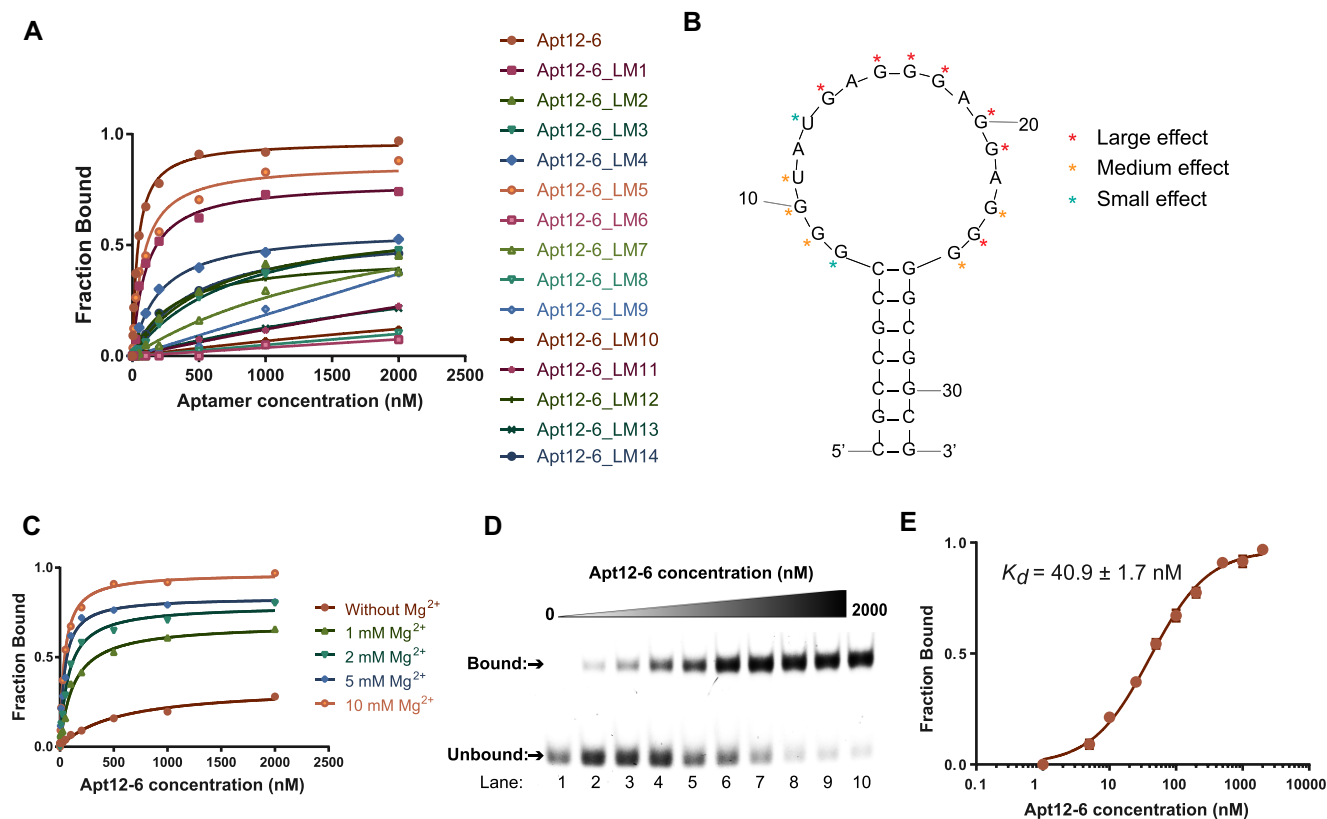 A
Apt12-6
Apt12-6_LM1
Apt12-6_LM2
Apt12-6_LM3
Apt12-6_LM4
Apt12-6_LM5
Apt12-6_LM6
Apt12-6_LM7
Apt12-6_LM8
Apt12-6_LM9
Apt12-6_LM10
Apt12-6_LM11
Apt12-6_LM12
Apt12-6_LM13
Apt12-6_LM14
Fraction Bound
1.0
0.5
0.0
0 500 1000 1500 2000 2500
Aptamer concentration (nM)
B
5'
C
G
C
C
G
C
C
G
G
G
10
U
A
U
G
A
G
G
G
A
G
20
G
A
G
G
G
G
G
C
G
G
30
C
G
3'
* Large effect
* Medium effect
* Small effect
C
Fraction Bound
1.0
0.5
0.0
0 500 1000 1500 2000 2500
Apt12-6 concentration (nM)
Without Mg²⁺
1 mM Mg²⁺
2 mM Mg²⁺
5 mM Mg²⁺
10 mM Mg²⁺
D
Apt12-6 concentration (nM)
0 2000
Bound:→
Unbound:→
Lane: 1 2 3 4 5 6 7 8 9 10
E
Kd = 40.9 ± 1.7 nM
Fraction Bound
1.0
0.5
0.0
0.1 1 10 100 1000 10000
Apt12-6 concentration (nM)